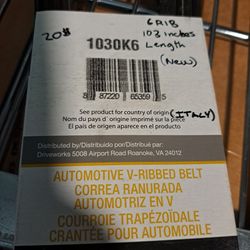 20$
6 RIB
103 inches
Length
(New)
1030K6
8 87220 65359 5
See product for country of origin (ITALY)
Nom du pays d'origine imprimé sur la pièce
El país de origen aparece en el producto
Distributed by/Distribuido por/Distribué par:
Driveworks 5008 Airport Road Roanoke, VA 24012
AUTOMOTIVE V-RIBBED BELT
CORREA RANURADA
AUTOMOTRIZ EN V
COURROIE TRAPÉZOÏDALE
CRANTÉE POUR AUTOMOBILE